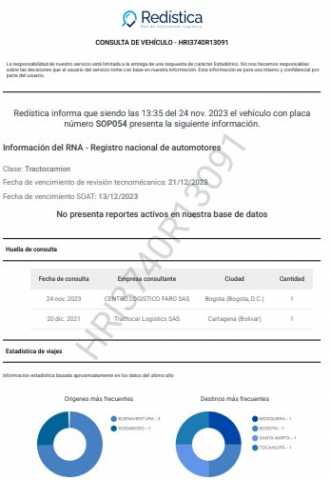 Redistica
Red de Información Logística
CONSULTA DE VEHÍCULO - HRI3740R13091
La responsabilidad de nuestro servicio está limitada a la entrega de una respuesta de carácter Estadístico. No nos hacemos responsables
sobre las decisiones que el usuario del servicio tome con base en nuestra información. Esta información es para uso interno y confidencial por
parte del usuario.
Redistica informa que siendo las 13:35 del 24 nov. 2023 el vehículo con placa
número SOP054 presenta la siguiente información.
Información del RNA - Registro nacional de automotores
Clase: Tractocamion
Fecha de vencimiento de revisión tecnomécanica: 21/12/2023
Fecha de vencimiento SOAT: 13/12/2023
No presenta reportes activos en nuestra base de datos
Huella de consulta
Fecha de consulta Empresa consultante Ciudad Cantidad
24 nov. 2023 CENTRO LOGISTICO FARO SAS Bogota (Bogota, D.C.) 1
20 dic. 2021 Tractocar Logistics SAS Cartagena (Bolivar) 1
Estadística de viajes
Información estadística basada aproximadamente en los datos del último año
Orígenes más frecuentes Destinos más frecuentes
BUENAVENTURA - 3
SOGAMOSO - 1
MOSQUERA - 1
BOGOTA - 1
SANTA MARTA - 1
TOCANCIPA - 1
HRI3740R13091